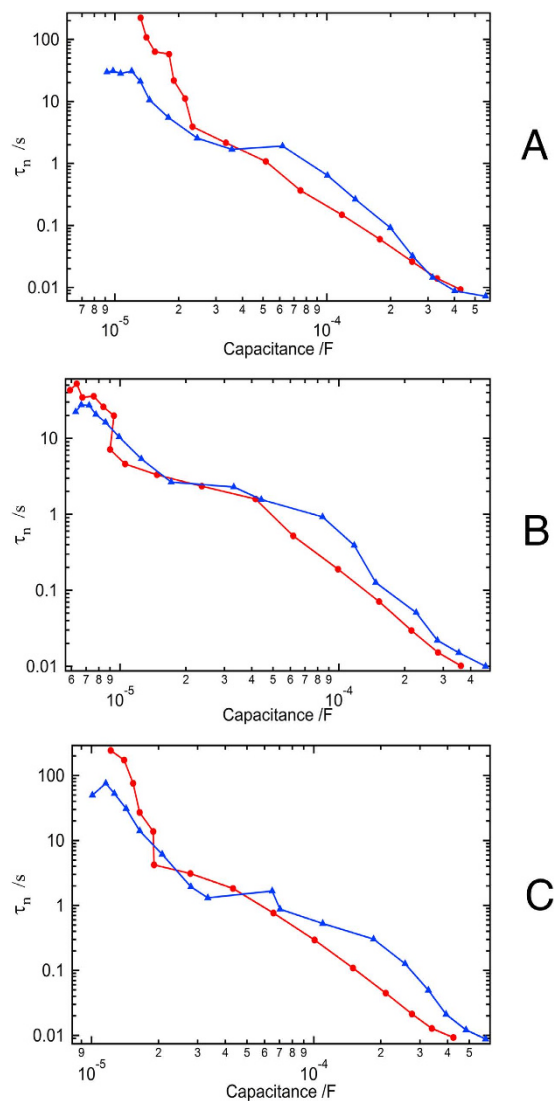 100
10
1
0.1
0.01
τn /s
7 8 9 2 3 4 5 6 7 8 9 2 3 4 5
10-5 10-4
Capacitance /F
A
10
1
0.1
0.01
τn /s
6 7 8 9 2 3 4 5 6 7 8 9 2 3 4
10-5 10-4
Capacitance /F
B
100
10
1
0.1
0.01
τn /s
9 2 3 4 5 6 7 8 9 2 3 4 5
10-5 10-4
Capacitance /F
C